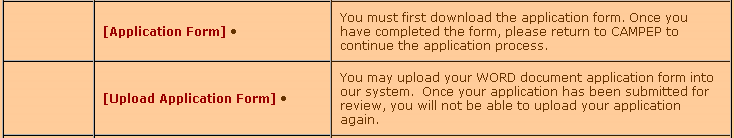 [Application Form] •
You must first download the application form. Once you
have completed the form, please return to CAMPEP to
continue the application process.
[Upload Application Form] •
You may upload your WORD document application form into
our system.  Once your application has been submitted for
review, you will not be able to upload your application
again.